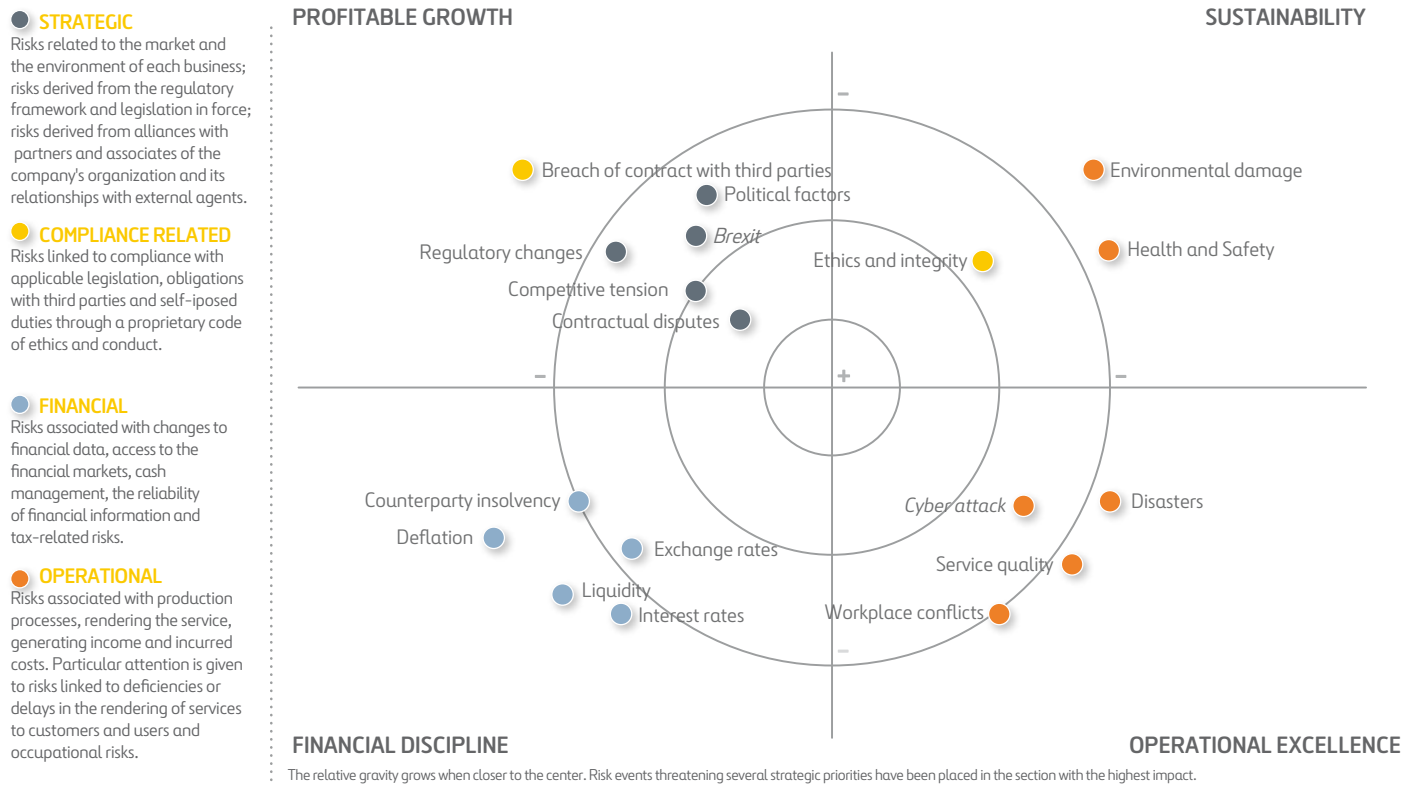 STRATEGIC
Risks related to the market and
the environment of each business;
risks derived from the regulatory
framework and legislation in force;
risks derived from alliances with
partners and associates of the
company's organization and its
relationships with external agents.
COMPLIANCE RELATED
Risks linked to compliance with
applicable legislation, obligations
with third parties and self-iposed
duties through a proprietary code
of ethics and conduct.
FINANCIAL
Risks associated with changes to
financial data, access to the
financial markets, cash
management, the reliability
of financial information and
tax-related risks.
OPERATIONAL
Risks associated with production
processes, rendering the service,
generating income and incurred
costs. Particular attention is given
to risks linked to deficiencies or
delays in the rendering of services
to customers and users and
occupational risks.
PROFITABLE GROWTH
SUSTAINABILITY
–
Breach of contract with third parties
Political factors
Brexit
Regulatory changes
Competitive tension
Contractual disputes
Environmental damage
Health and Safety
Ethics and integrity
–
+
–
Counterparty insolvency
Deflation
Exchange rates
Liquidity
Interest rates
Cyber attack
Disasters
Service quality
Workplace conflicts
–
FINANCIAL DISCIPLINE
OPERATIONAL EXCELLENCE
The relative gravity grows when closer to the center. Risk events threatening several strategic priorities have been placed in the section with the highest impact.